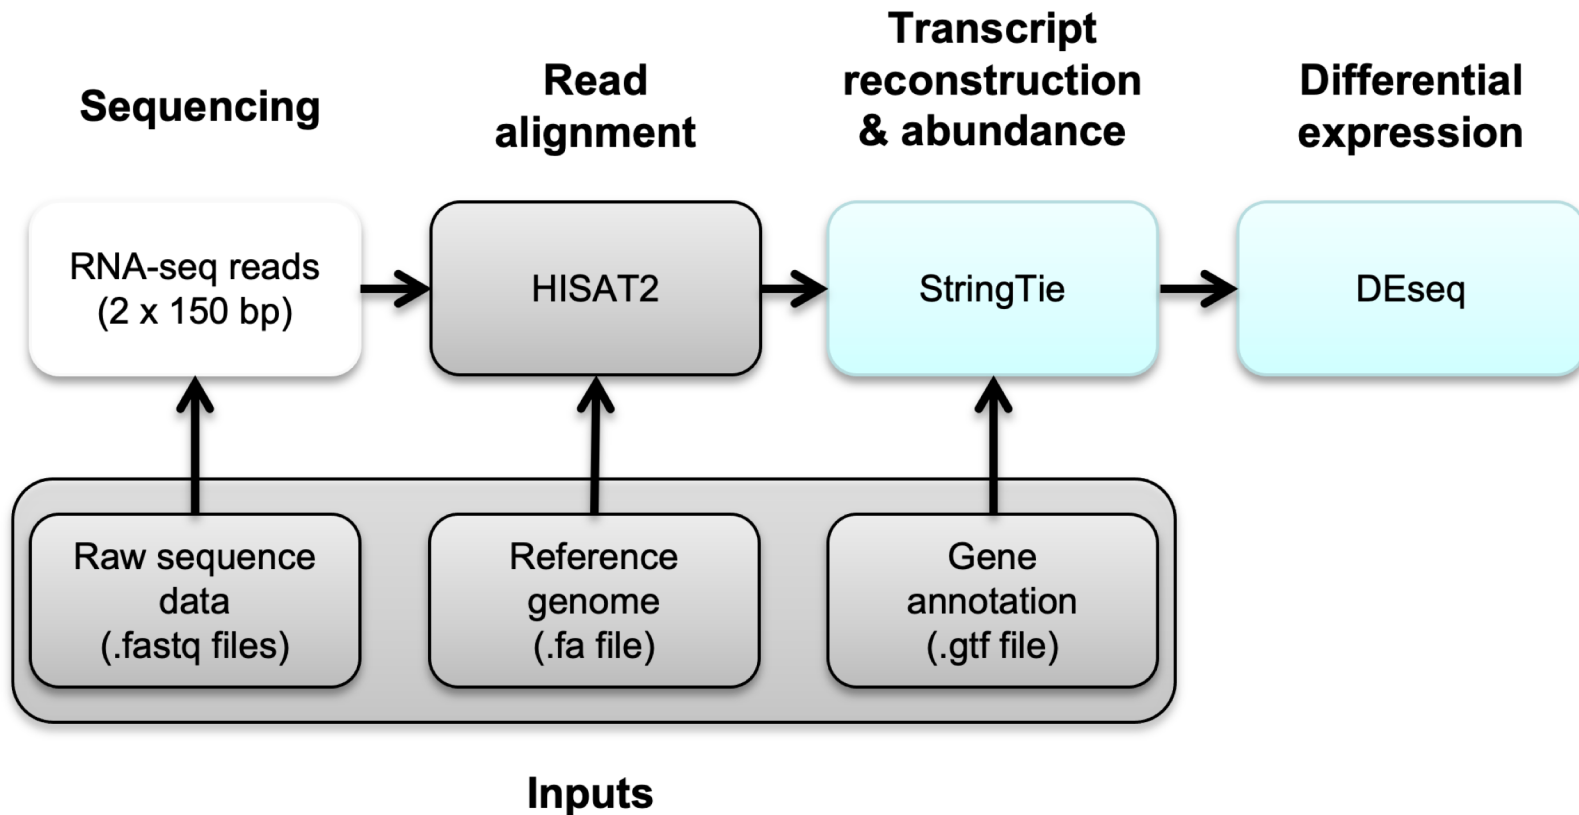 Sequencing
Read
alignment
Transcript
reconstruction
& abundance
Differential
expression
RNA-seq reads
(2 x 150 bp)
HISAT2
StringTie
DEseq
Raw sequence
data
(.fastq files)
Reference
genome
(.fa file)
Gene
annotation
(.gtf file)
Inputs